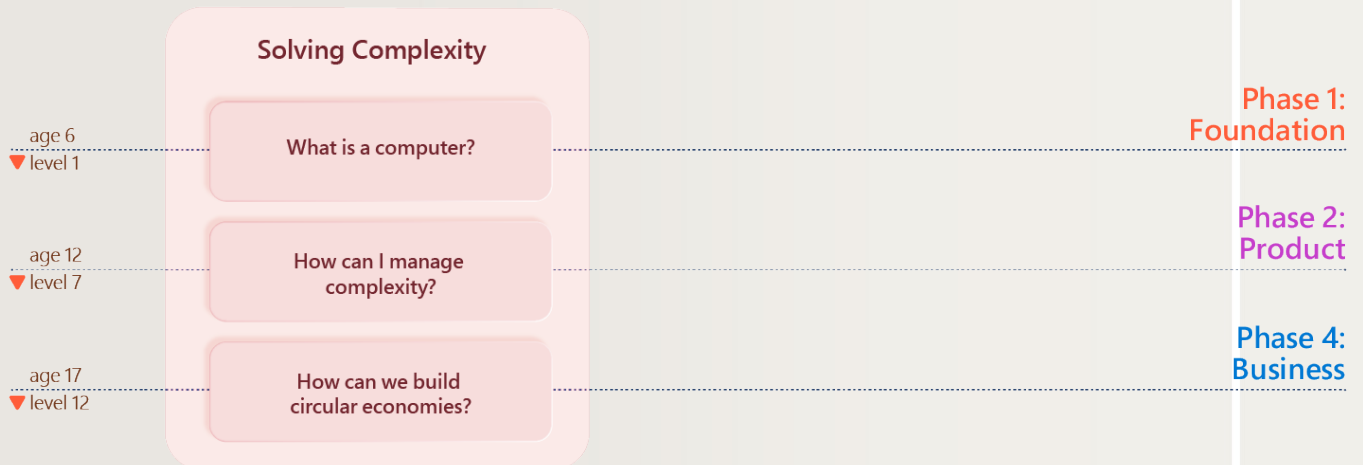 Solving Complexity
age 6
level 1
What is a computer?
Phase 1:
Foundation
age 12
level 7
How can I manage
complexity?
Phase 2:
Product
age 17
level 12
How can we build
circular economies?
Phase 4:
Business